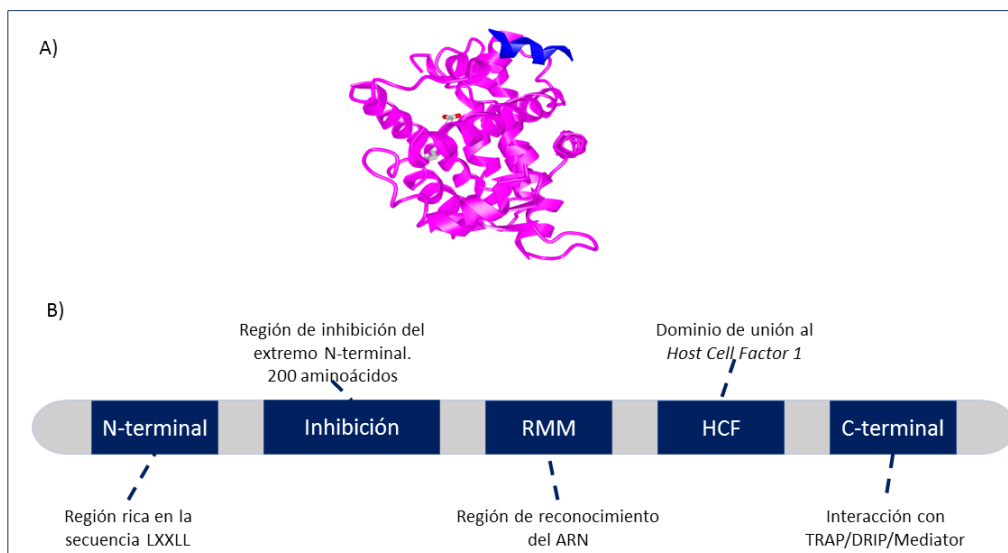 A)
B)
Región de inhibición del
extremo N-terminal.
200 aminoácidos
Dominio de unión al
Host Cell Factor 1
N-terminal
Inhibición
RMM
HCF
C-terminal
Región rica en la
secuencia LXXLL
Región de reconocimiento
del ARN
Interacción con
TRAP/DRIP/Mediator